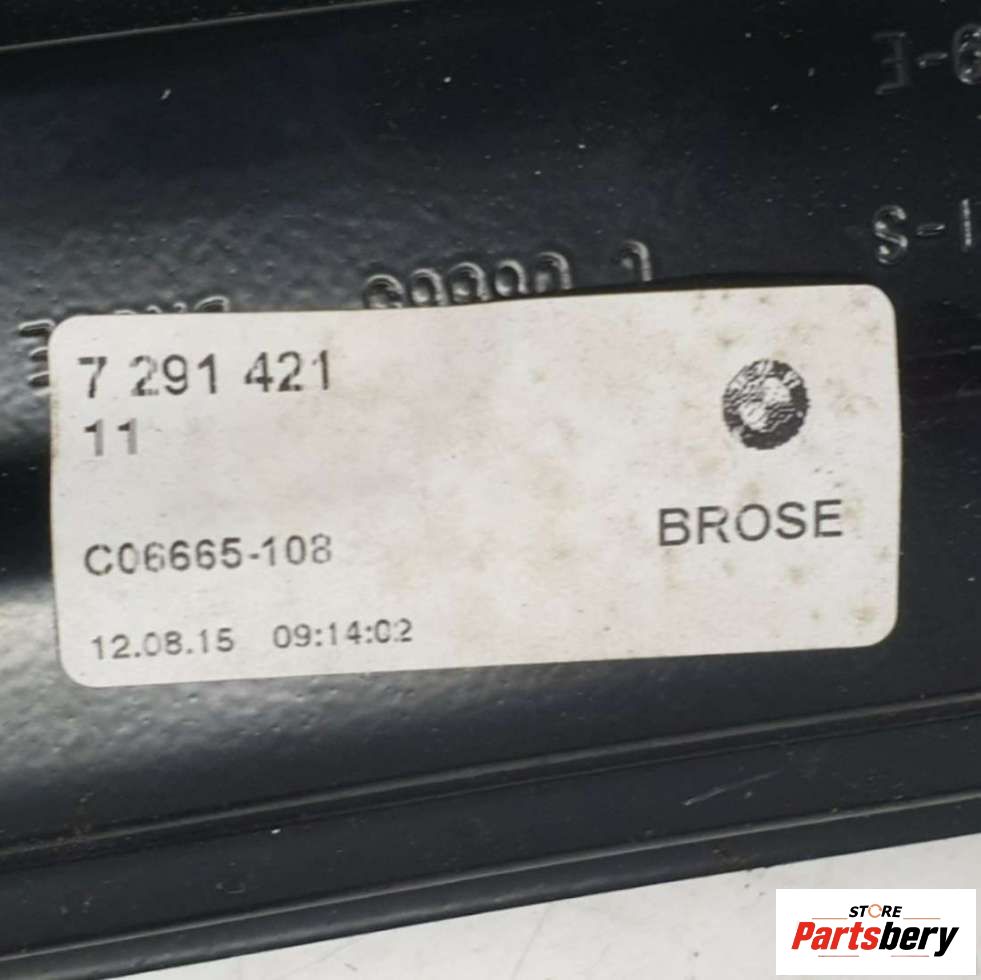 7 291 421
11
C06665-108
BROSE
12.08.15 09:14:02
STORE
Partsbery